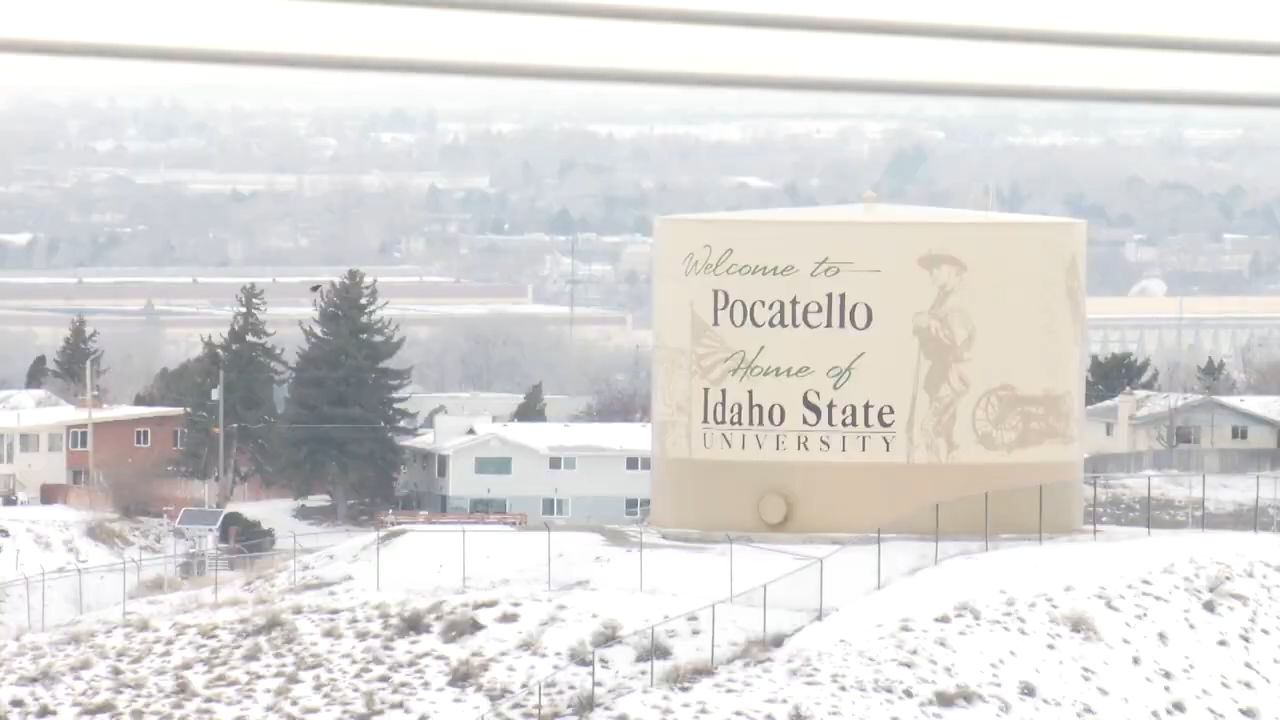 Welcome to
Pocatello
Home of
Idaho State
UNIVERSITY